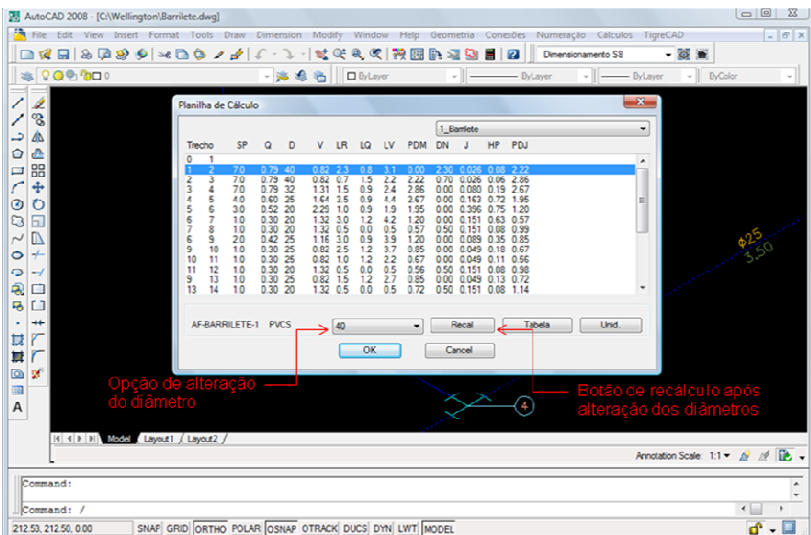 AutoCAD 2008 - [C:\Wellington\Barrilete.dwg]
File Edit View Insert Format Tools Draw Dimension Modify Window Help Geometria Conexões Numeração Cálculos TigreCAD
Dimensionamento S8
0 ByLayer ByLayer ByLayer ByColor
Planilha de Cálculo
1_Barrilete
Trecho SP Q D V LR LQ LV PDM DN J HP PDJ
0 1
1 2 7.0 0.79 40 0.82 2.3 0.8 3.1 0.00 2.30 0.026 0.08 2.22
2 3 7.0 0.79 40 0.82 0.7 1.5 2.2 2.22 0.70 0.026 0.06 2.86
3 4 7.0 0.79 32 1.31 1.5 0.9 2.4 2.86 0.00 0.080 0.19 2.67
4 5 4.0 0.60 25 1.64 3.5 0.9 4.4 2.67 0.00 0.163 0.72 1.95
5 6 3.0 0.52 20 2.29 1.0 0.9 1.9 1.95 0.00 0.396 0.75 1.20
6 7 1.0 0.30 20 1.32 3.0 1.2 4.2 1.20 0.00 0.151 0.63 0.57
7 8 1.0 0.30 20 1.32 0.5 0.0 0.5 0.57 0.50 0.151 0.08 0.99
6 9 2.0 0.42 25 1.16 3.0 0.9 3.9 1.20 0.00 0.089 0.35 0.85
9 10 1.0 0.30 25 0.82 2.5 1.2 3.7 0.85 0.00 0.049 0.18 0.67
10 11 1.0 0.30 25 0.82 1.0 1.2 2.2 0.67 0.00 0.049 0.11 0.56
11 12 1.0 0.30 20 1.32 0.5 0.0 0.5 0.56 0.50 0.151 0.08 0.98
9 13 1.0 0.30 25 0.82 1.5 1.2 2.7 0.85 0.00 0.049 0.13 0.72
13 14 1.0 0.30 20 1.32 0.5 0.0 0.5 0.72 0.50 0.151 0.08 1.14
ø25
3.50
AF-BARRILETE-1 PVCS 40 Recal Tabela Unid.
OK Cancel
Opção de alteração
do diâmetro
Botão de recálculo após
alteração dos diâmetros
4
Model Layout1 Layout2
Annotation Scale: 1:1
Command:
Command: /
212.53, 212.50, 0.00 SNAP GRID ORTHO POLAR OSNAP OTRACK DUCS DYN LWT MODEL